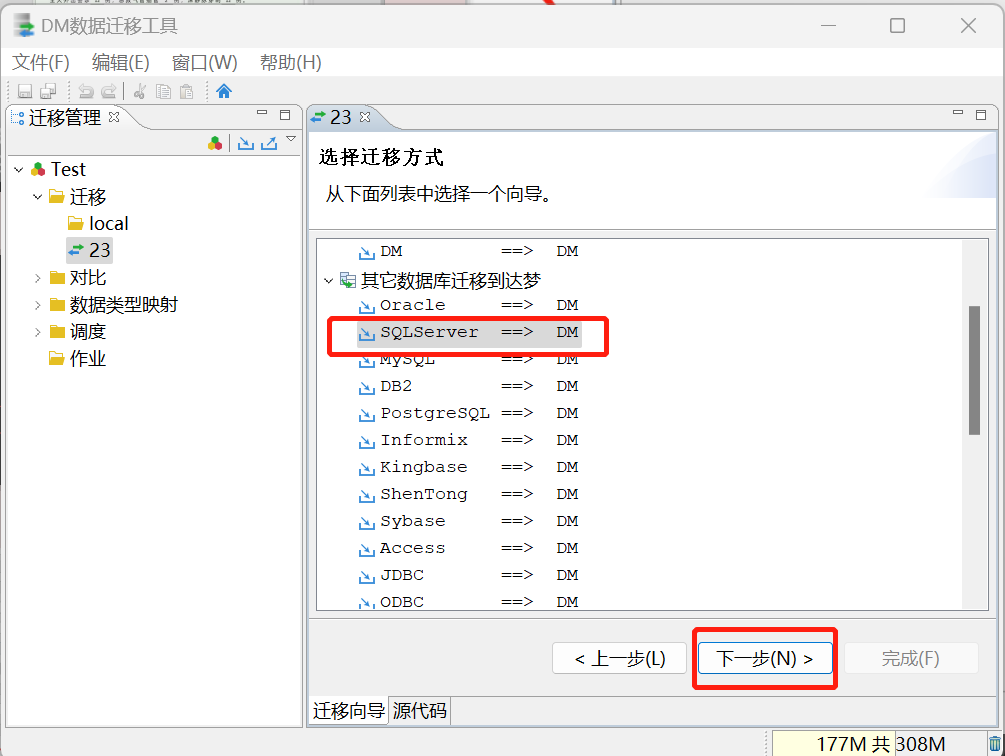 DM数据迁移工具
文件(F) 编辑(E) 窗口(W) 帮助(H)
迁移管理
Test
迁移
local
23
对比
数据类型映射
调度
作业
23
选择迁移方式
从下面列表中选择一个向导。
DM ==> DM
其它数据库迁移到达梦
Oracle ==> DM
SQLServer ==> DM
MySQL ==> DM
DB2 ==> DM
PostgreSQL ==> DM
Informix ==> DM
Kingbase ==> DM
ShenTong ==> DM
Sybase ==> DM
Access ==> DM
JDBC ==> DM
ODBC ==> DM
< 上一步(L) 下一步(N) > 完成(F)
迁移向导 源代码
177M 共 308M